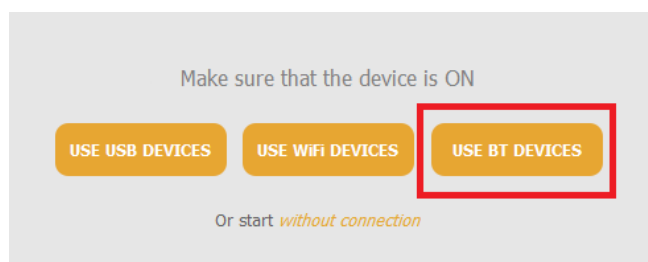 Make sure that the device is ON
USE USB DEVICES
USE WiFi DEVICES
USE BT DEVICES
Or start without connection